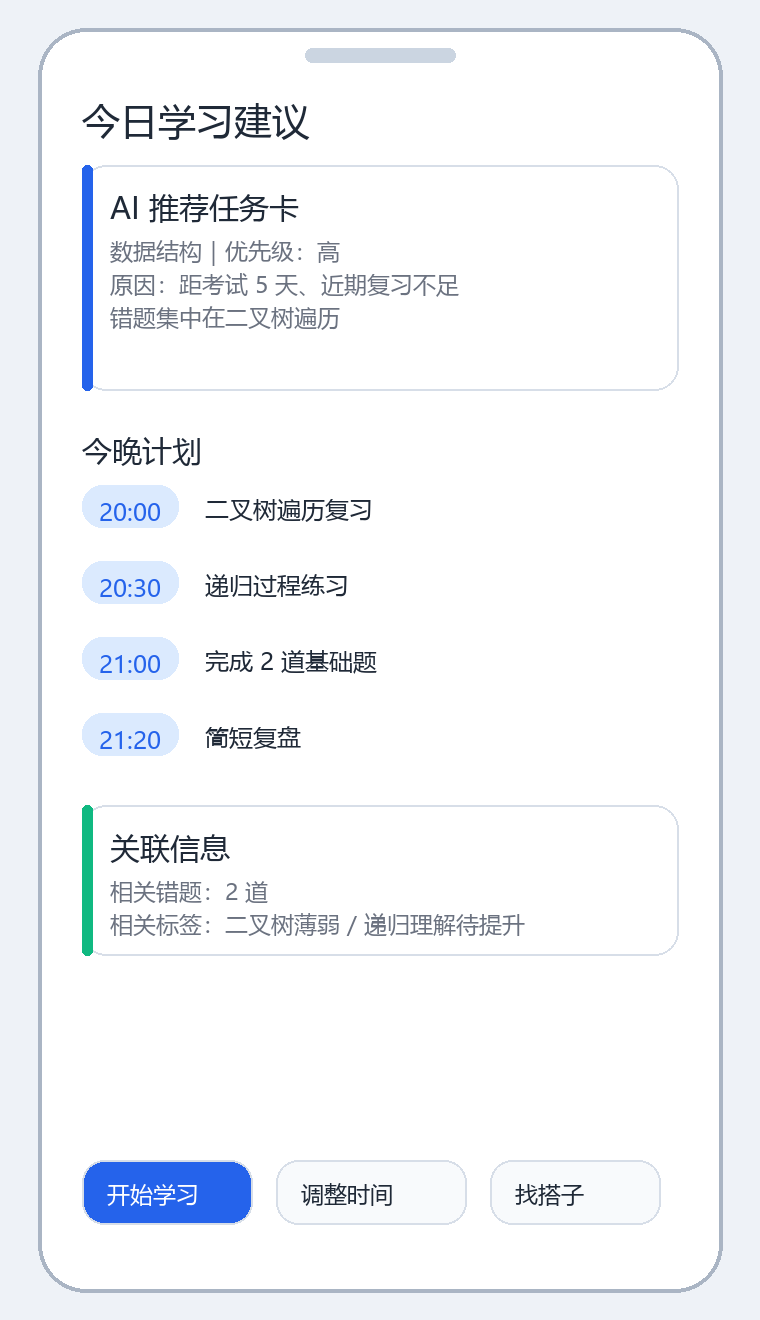 今日学习建议
AI 推荐任务卡
数据结构 | 优先级：高
原因：距考试 5 天、近期复习不足
错题集中在二叉树遍历
今晚计划
20:00 二叉树遍历复习
20:30 递归过程练习
21:00 完成 2 道基础题
21:20 简短复盘
关联信息
相关错题：2 道
相关标签：二叉树薄弱 / 递归理解待提升
开始学习 调整时间 找搭子